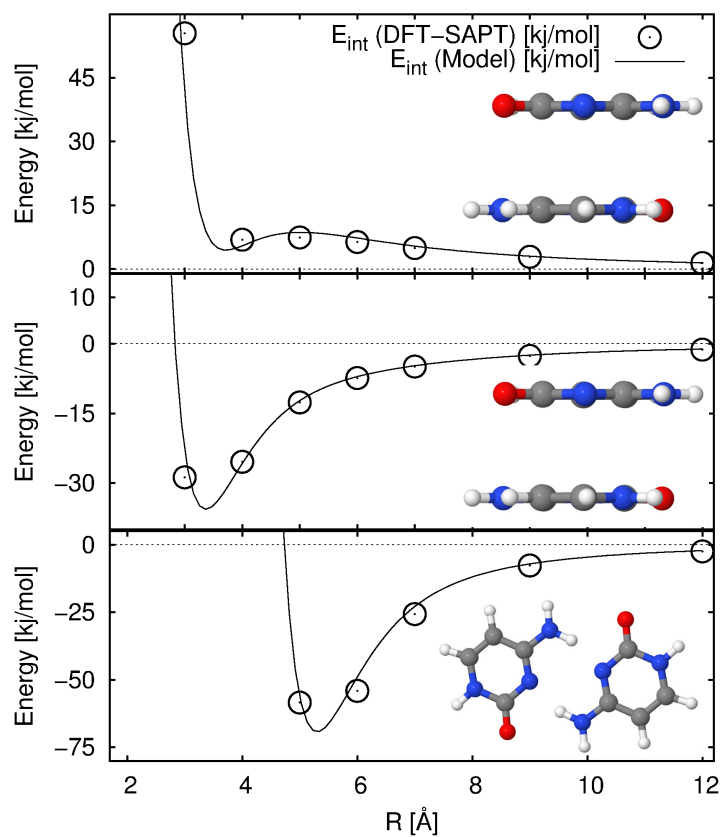 E_int (DFT−SAPT) [kj/mol]
E_int (Model) [kj/mol]
Energy [kj/mol]
45
30
15
0
Energy [kj/mol]
10
0
−15
−30
Energy [kj/mol]
0
−25
−50
−75
2 4 6 8 10 12
R [Å]